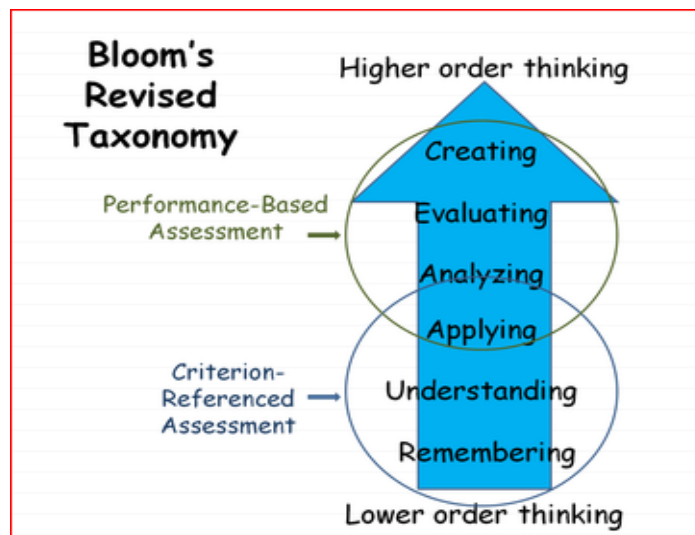 Bloom's
Revised
Taxonomy
Higher order thinking
Creating
Evaluating
Analyzing
Applying
Understanding
Remembering
Lower order thinking
Performance-Based
Assessment
Criterion-
Referenced
Assessment